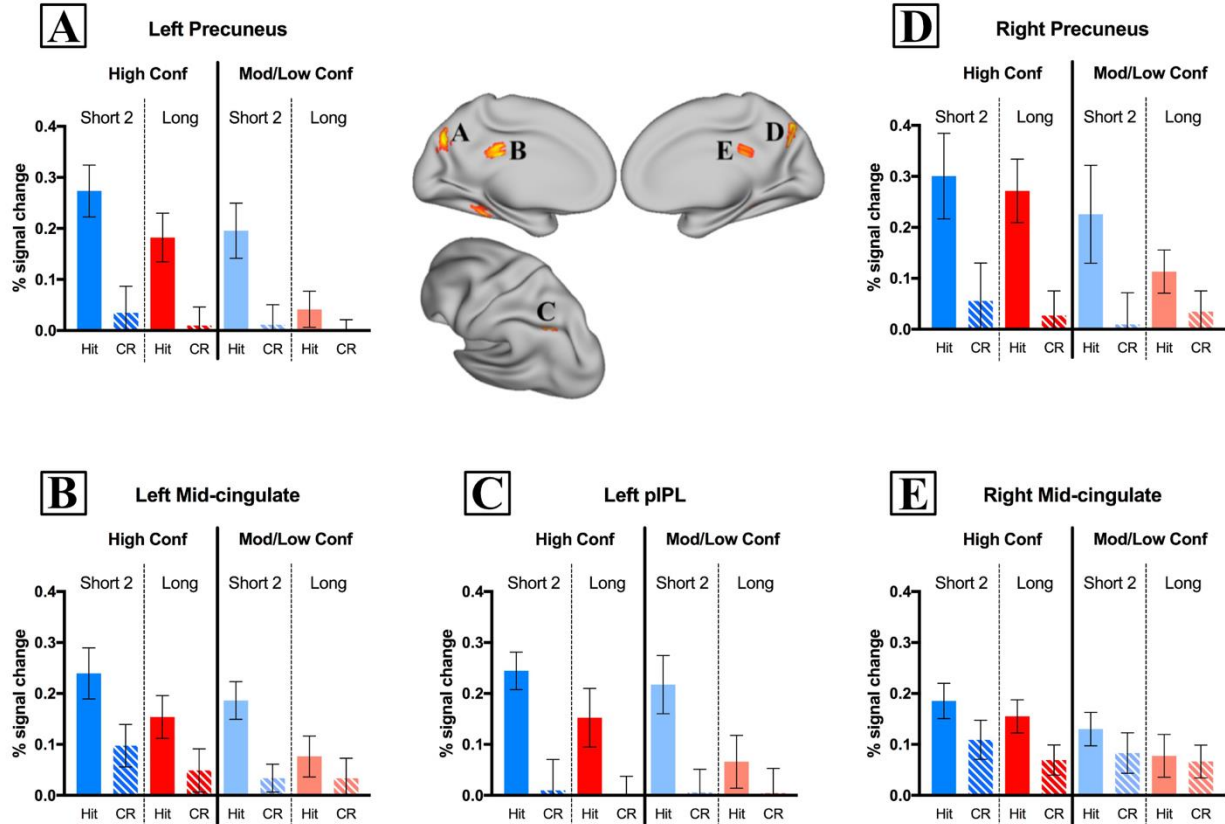 A Left Precuneus
High Conf Mod/Low Conf
Short 2 Long Short 2 Long
% signal change
0.4
0.3
0.2
0.1
0.0
Hit CR Hit CR Hit CR Hit CR
A
B
C
D
E
D Right Precuneus
High Conf Mod/Low Conf
Short 2 Long Short 2 Long
% signal change
0.4
0.3
0.2
0.1
0.0
Hit CR Hit CR Hit CR Hit CR
B Left Mid-cingulate
High Conf Mod/Low Conf
Short 2 Long Short 2 Long
% signal change
0.4
0.3
0.2
0.1
0.0
Hit CR Hit CR Hit CR Hit CR
C Left pIPL
High Conf Mod/Low Conf
Short 2 Long Short 2 Long
% signal change
0.4
0.3
0.2
0.1
0.0
Hit CR Hit CR Hit CR Hit CR
E Right Mid-cingulate
High Conf Mod/Low Conf
Short 2 Long Short 2 Long
% signal change
0.4
0.3
0.2
0.1
0.0
Hit CR Hit CR Hit CR Hit CR